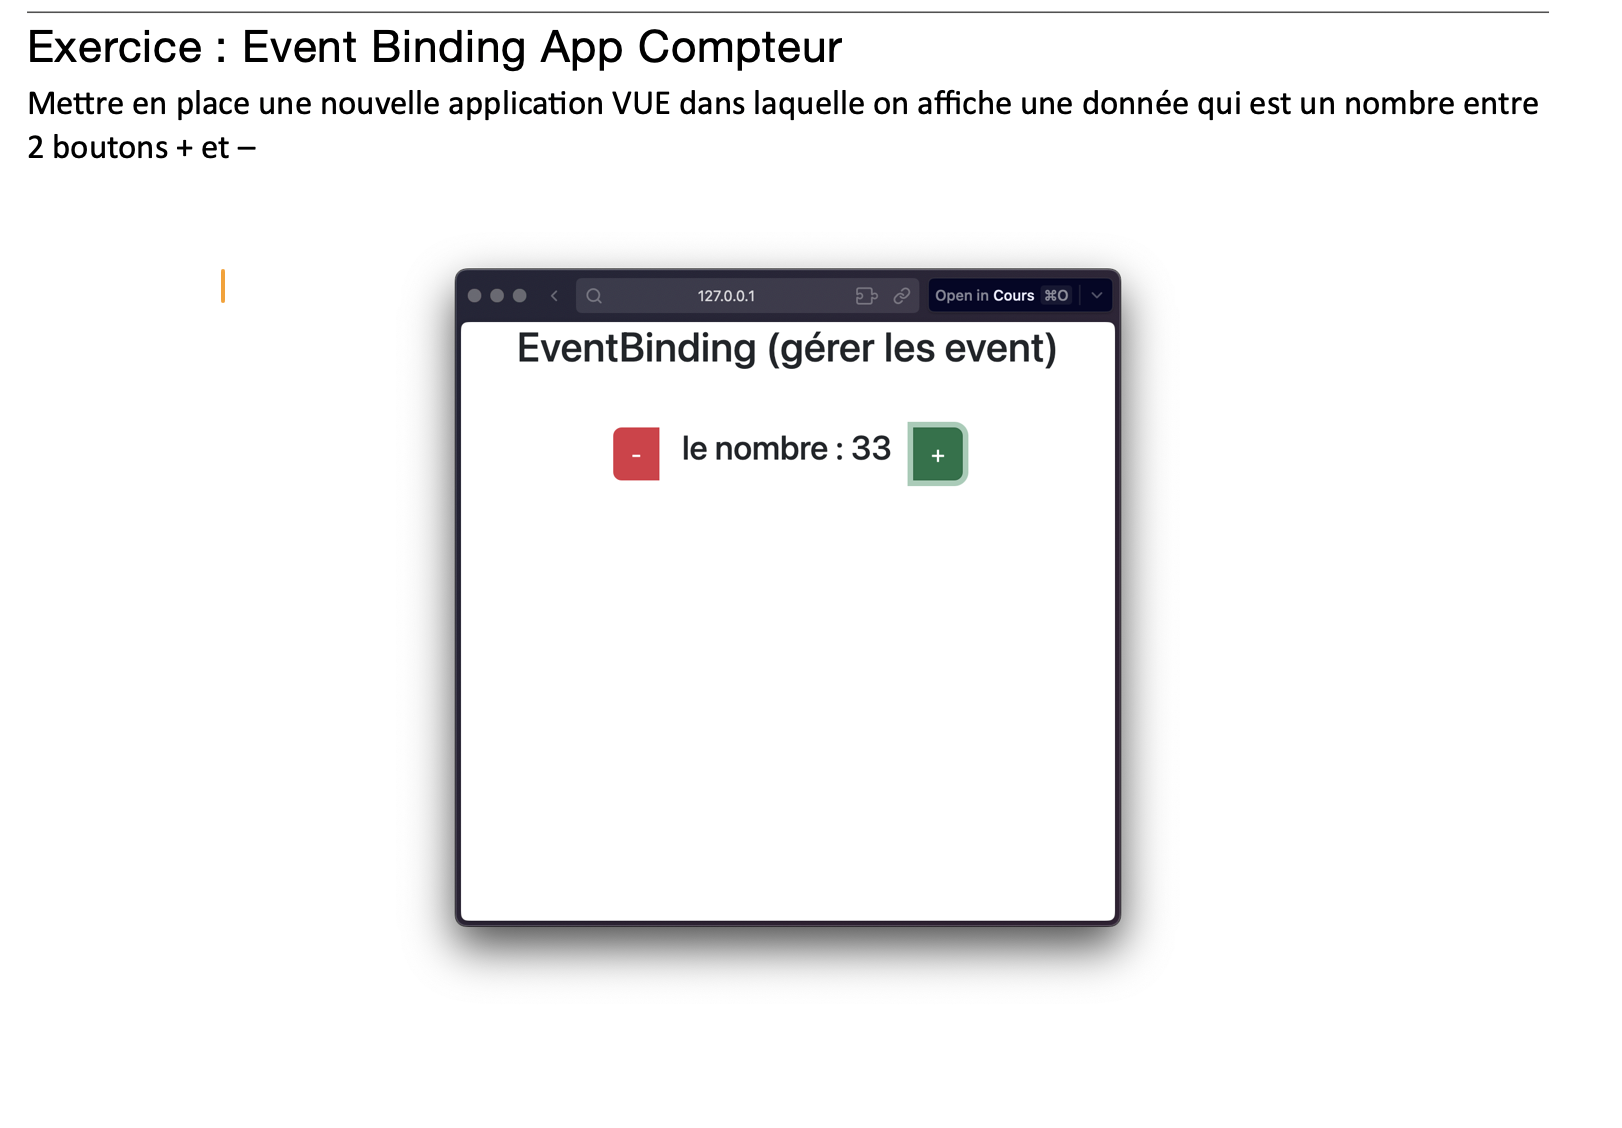 Exercice : Event Binding App Compteur
Mettre en place une nouvelle application VUE dans laquelle on affiche une donnée qui est un nombre entre
2 boutons + et –
127.0.0.1
Open in Cours ⌘O
EventBinding (gérer les event)
- le nombre : 33 +